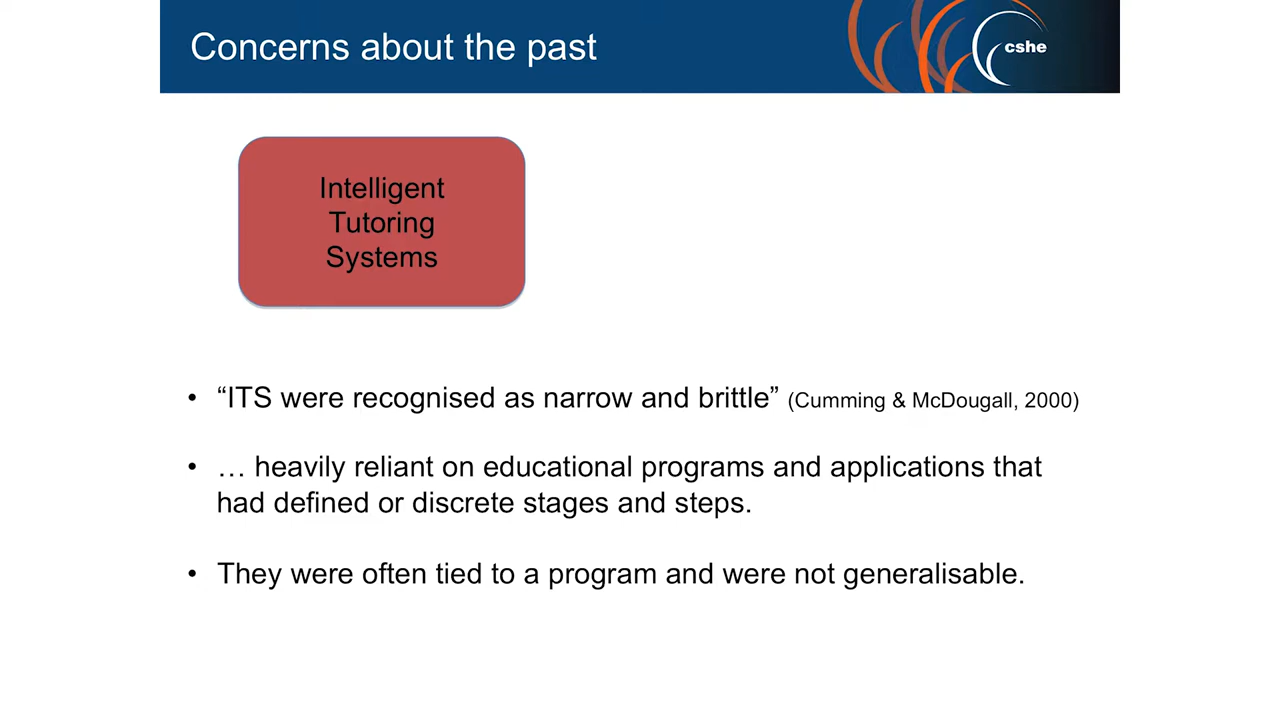 Concerns about the past
cshe
Intelligent
Tutoring
Systems
• “ITS were recognised as narrow and brittle” (Cumming & McDougall, 2000)
• … heavily reliant on educational programs and applications that
had defined or discrete stages and steps.
• They were often tied to a program and were not generalisable.